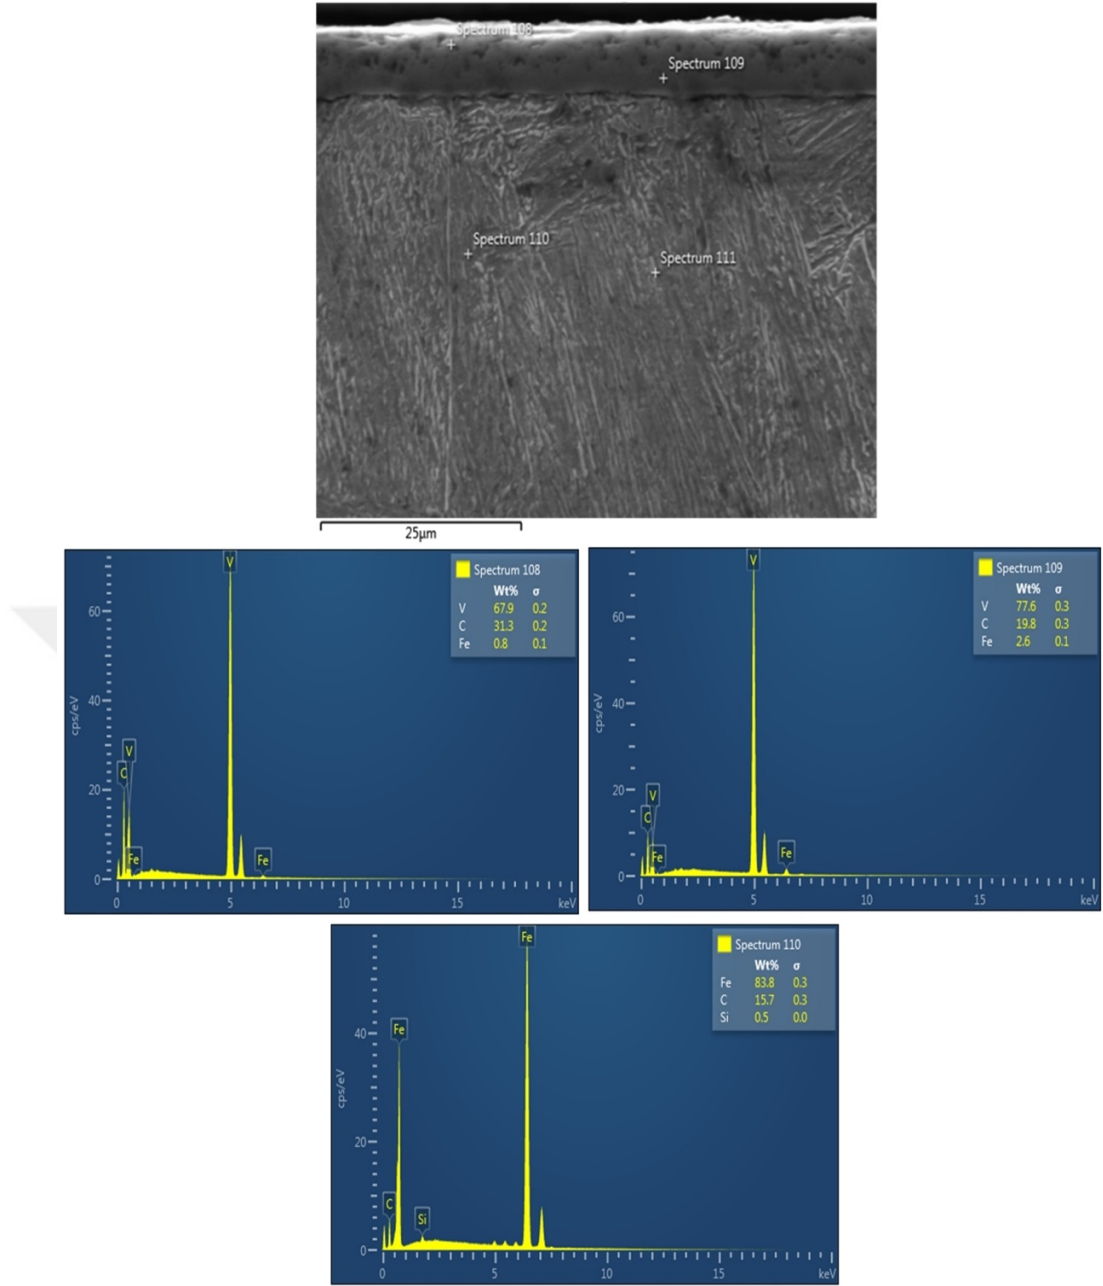 Spectrum 108
Spectrum 109
Spectrum 110
Spectrum 111
25µm
Spectrum 108
Wt% σ
V 67.9 0.2
C 31.3 0.2
Fe 0.8 0.1
V
60
40
20
0
cps/eV
V
C
Fe
Fe
0 5 10 15 keV
Spectrum 109
Wt% σ
V 77.6 0.3
C 19.8 0.3
Fe 2.6 0.1
V
60
40
20
0
cps/eV
V
C
Fe
Fe
0 5 10 15 keV
Spectrum 110
Wt% σ
Fe 83.8 0.3
C 15.7 0.3
Si 0.5 0.0
Fe
Fe
40
20
0
cps/eV
C
Si
0 5 10 15 keV